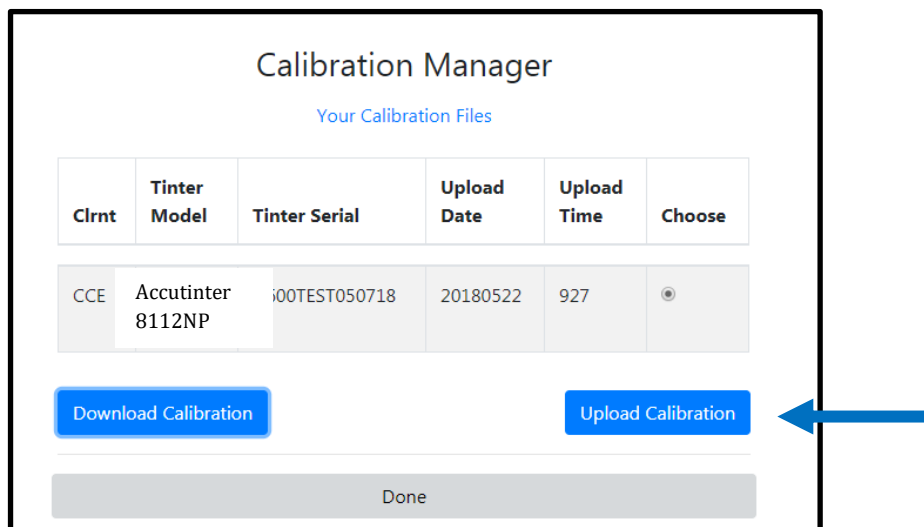 Calibration Manager
Your Calibration Files
Clrnt Tinter Model Tinter Serial Upload Date Upload Time Choose
CCE Accutinter 8112NP 500TEST050718 20180522 927
Download Calibration Upload Calibration
Done